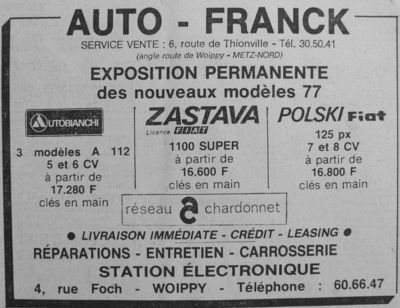 AUTO - FRANCK
SERVICE VENTE : 6, route de Thionville - Tél. 30.50.41
(angle route de Woippy - METZ-NORD)
EXPOSITION PERMANENTE
des nouveaux modèles 77
AUTOBIANCHI
3 modèles A 112
5 et 6 CV
à partir de
17.280 F
clés en main
ZASTAVA
Licence FIAT
1100 SUPER
à partir de
16.600 F
clés en main
POLSKI Fiat
125 px
7 et 8 CV
à partir de
16.800 F
clés en main
réseau chardonnet
● LIVRAISON IMMÉDIATE - CRÉDIT - LEASING ●
RÉPARATIONS - ENTRETIEN - CARROSSERIE
STATION ÉLECTRONIQUE
4, rue Foch - WOIPPY - Téléphone : 60.66.47